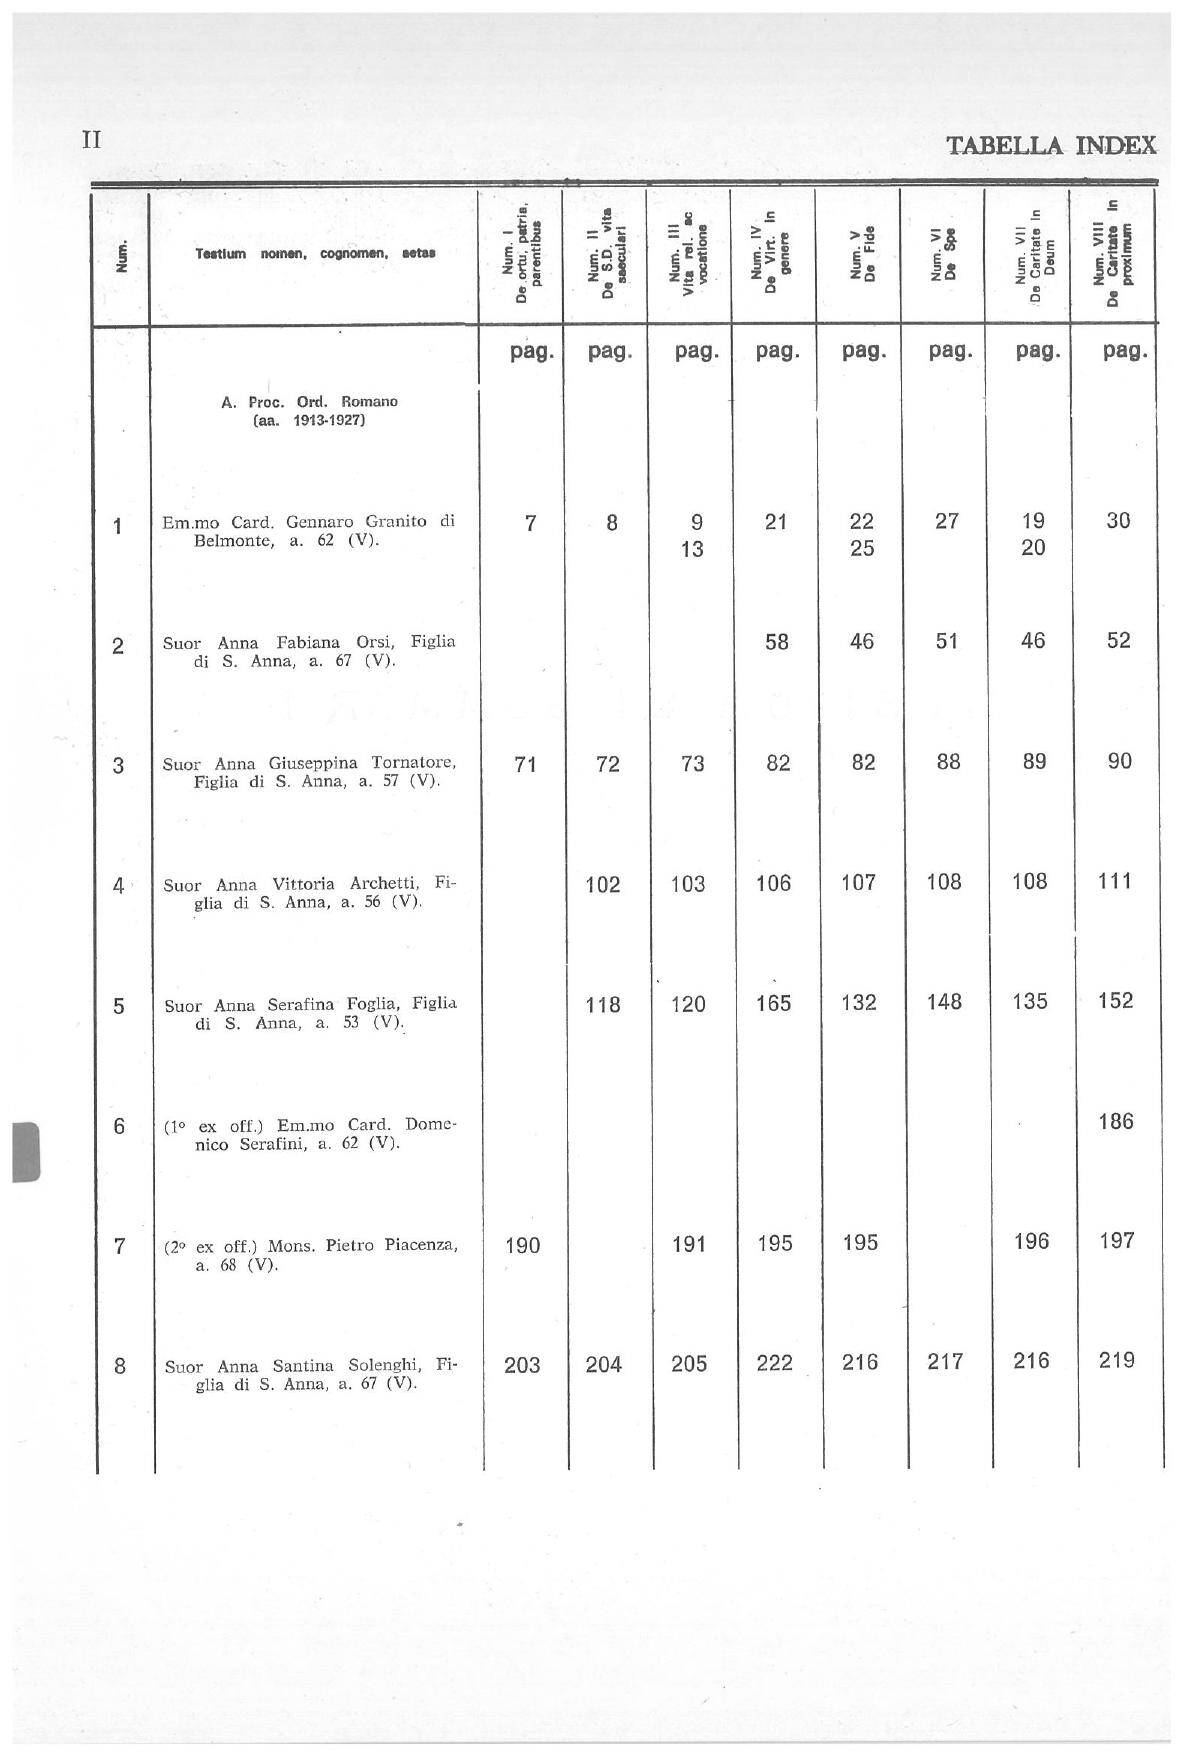 II
TABELLA INDEX
Num.
Testium nomen, cognomen, aetas
Num. I
De ortu, patria,
parentibus
Num. II
De S.D. vita
saeculari
Num. III
Vita rel. ac
vocatione
Num. IV
De Virt. in
genere
Num. V
De Fide
Num. VI
De Spe
Num. VII
De Caritate in
Deum
Num. VIII
De Caritate in
proximum
pag. pag. pag. pag. pag. pag. pag. pag.
A. Proc. Ord. Romano
(aa. 1913-1927)
1 Em.mo Card. Gennaro Granito di 7 8 9 21 22 27 19 30
Belmonte, a. 62 (V). 13 25 20
2 Suor Anna Fabiana Orsi, Figlia 58 46 51 46 52
di S. Anna, a. 67 (V).
3 Suor Anna Giuseppina Tornatore, 71 72 73 82 82 88 89 90
Figlia di S. Anna, a. 57 (V).
4 Suor Anna Vittoria Archetti, Fi- 102 103 106 107 108 108 111
glia di S. Anna, a. 56 (V).
5 Suor Anna Serafina Foglia, Figlia 118 120 165 132 148 135 152
di S. Anna, a. 53 (V).
6 (1º ex off.) Em.mo Card. Dome- 186
nico Serafini, a. 62 (V).
7 (2º ex off.) Mons. Pietro Piacenza, 190 191 195 195 196 197
a. 68 (V).
8 Suor Anna Santina Solenghi, Fi- 203 204 205 222 216 217 216 219
glia di S. Anna, a. 67 (V).